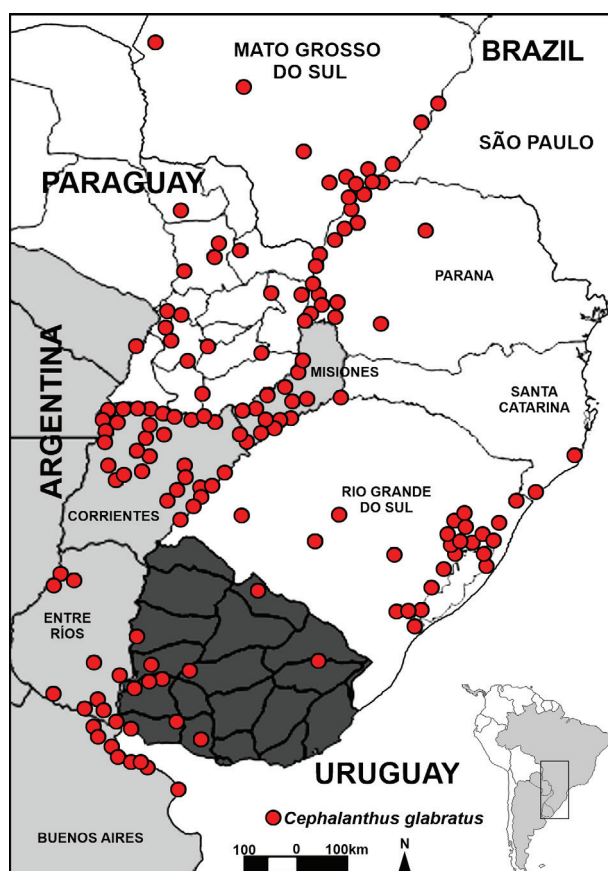 MATO GROSSO
DO SUL
BRAZIL
SÃO PAULO
PARAGUAY
PARANA
ARGENTINA
MISIONES
SANTA
CATARINA
RIO GRANDE
DO SUL
CORRIENTES
ENTRE
RÍOS
URUGUAY
Cephalanthus glabratus
BUENOS AIRES
100 0 100km
N